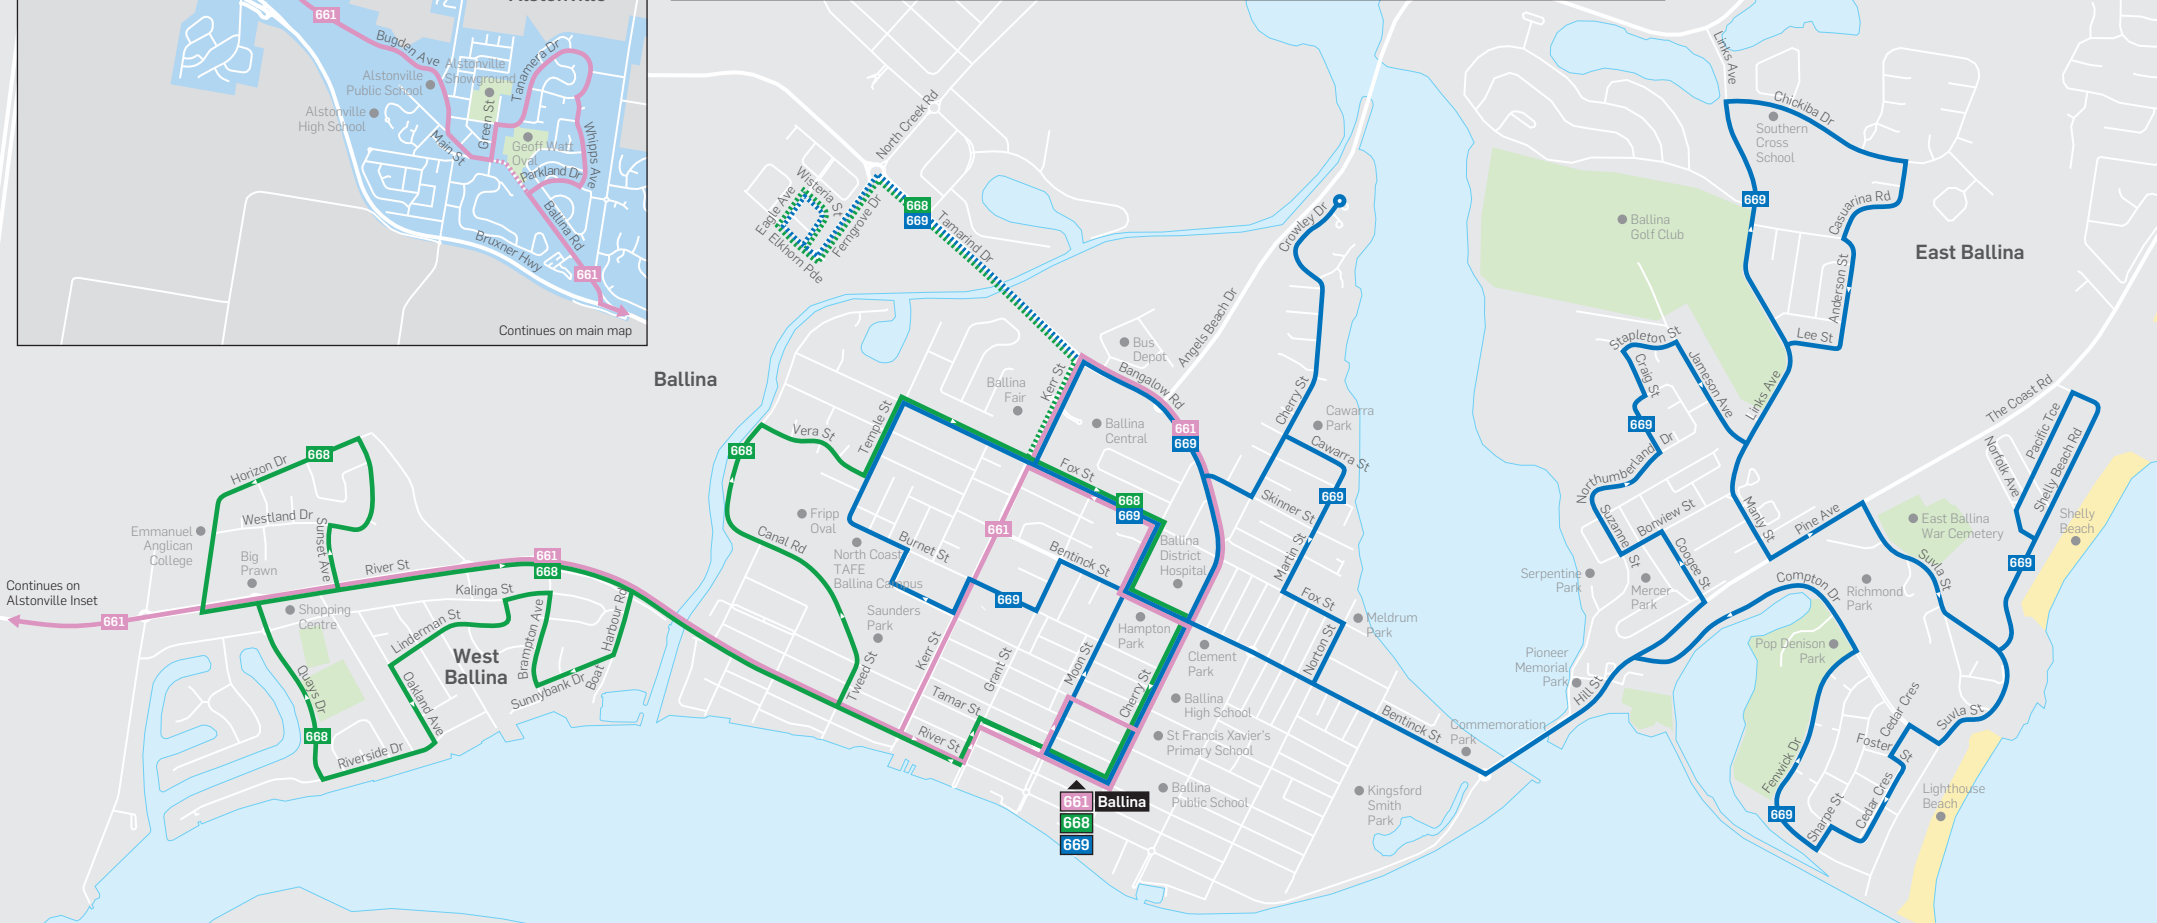 661
Bugden Ave
Alstonville
Public School
Alstonville
High School
Alstonville
Showground
Tanamera Dr
Green St
Main St
Geoff Watt
Oval
Parkland Dr
Whipps Ave
Ballina Rd
Bruxner Hwy
661
Continues on main map
North Creek Rd
Wisteria St
Eagle Ave
Elkhorn Pde
Ferngrove Dr
668
669
Tamarind Dr
Crowley Dr
Angels Beach Dr
Links Ave
Chickiba Dr
Southern
Cross
School
669
Casuarina Rd
Ballina
Golf Club
East Ballina
Anderson St
Lee St
Stapleton St
Craig St
Jameson Ave
Links Ave
669
Northumberland Dr
The Coast Rd
Pacific Tce
Norfolk Ave
Shelly Beach Rd
Ballina
Bus
Depot
Bangalow Rd
Kerr St
Ballina
Fair
Ballina
Central
661
669
Cherry St
Cawarra
Park
Cawarra St
669
Skinner St
Martin St
Vera St
Temple St
668
Fox St
668
669
Horizon Dr
668
Westland Dr
Sunset Ave
Emmanuel
Anglican
College
Big
Prawn
Fripp
Oval
Canal Rd
North Coast
TAFE
Ballina Campus
Burnet St
661
Bentinck St
Ballina
District
Hospital
Suzanne St
Bonview St
Coogee St
Manly St
Pine Ave
East Ballina
War Cemetery
Shelly
Beach
669
Suvla St
Serpentine
Park
Mercer
Park
Compton Dr
Richmond
Park
Continues on
Alstonville Inset
661
River St
661
668
Kalinga St
Shopping
Centre
Linderman St
West
Ballina
Brampton Ave
Harbour Rd
Boat
Sunnybank Dr
Quays Dr
Oakland Ave
668
Riverside Dr
Saunders
Park
669
Fox St
Meldrum
Park
Hampton
Park
Clement
Park
Norton St
Kerr St
Grant St
Moon St
Cherry St
Tweed St
Tamar St
River St
Ballina
High School
St Francis Xavier's
Primary School
Ballina
Public School
Bentinck St
Commemoration
Park
Kingsford
Smith
Park
Pioneer
Memorial
Park
Hill St
Pop Denison
Park
Cedar Cres
Suvla St
Foster St
Fenwick Dr
669
Sharpe St
Cedar Cres
Lighthouse
Beach
661
Ballina
668
669